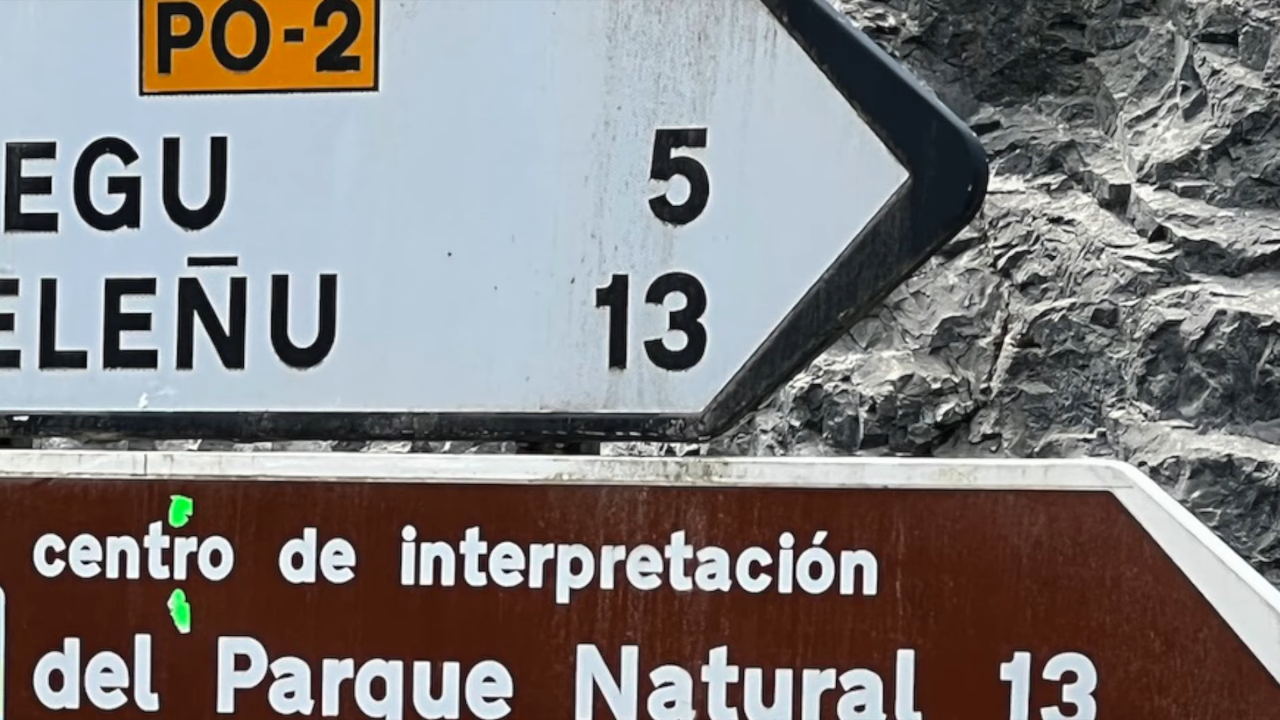 PO-2
EGU 5
ELEÑU 13
centro de interpretación
del Parque Natural 13